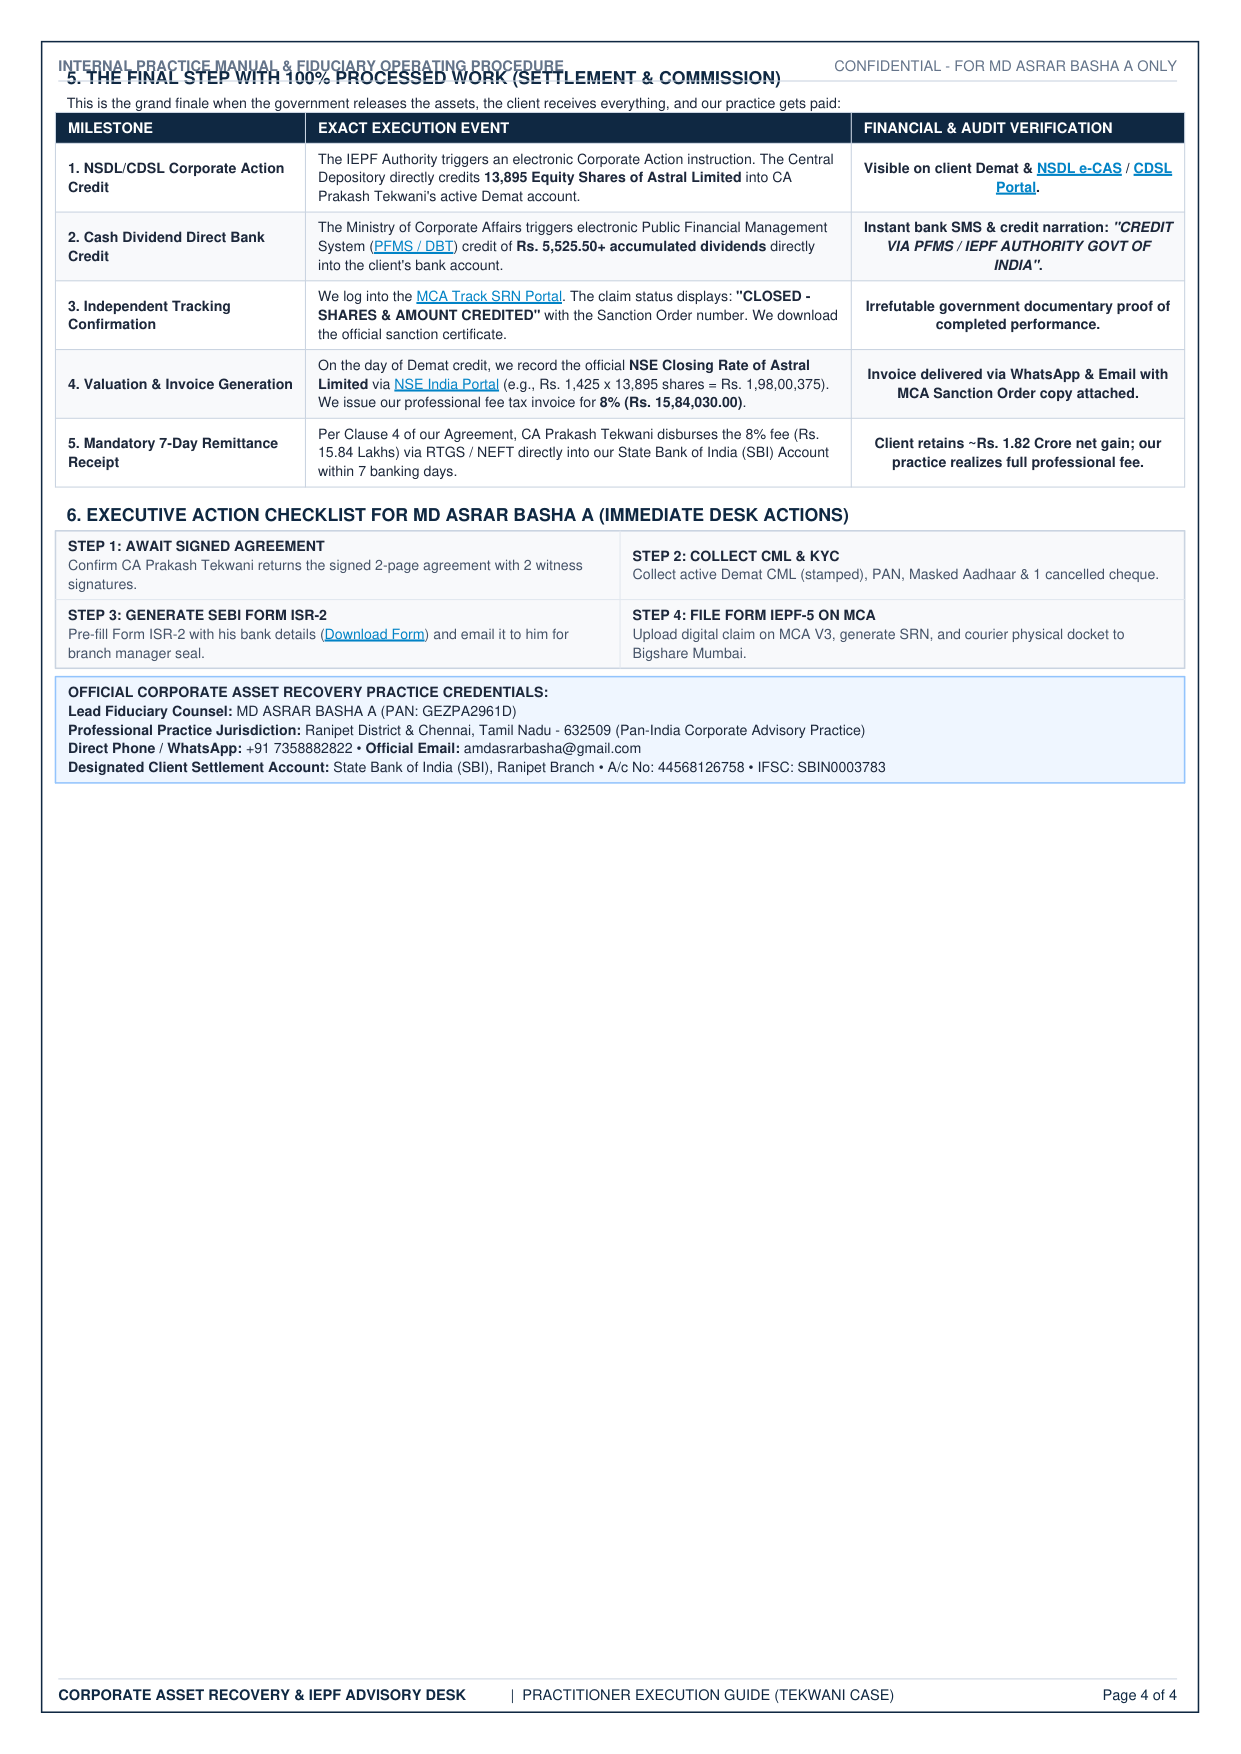 INTERNAL PRACTICE MANUAL & FIDUCIARY OPERATING PROCEDURE
CONFIDENTIAL - FOR MD ASRAR BASHA A ONLY
5. THE FINAL STEP WITH 100% PROCESSED WORK (SETTLEMENT & COMMISSION)
This is the grand finale when the government releases the assets, the client receives everything, and our practice gets paid:
MILESTONE
EXACT EXECUTION EVENT
FINANCIAL & AUDIT VERIFICATION
1. NSDL/CDSL Corporate Action
Credit
The IEPF Authority triggers an electronic Corporate Action instruction. The Central
Depository directly credits 13,895 Equity Shares of Astral Limited into CA
Prakash Tekwani's active Demat account.
Visible on client Demat & NSDL e-CAS / CDSL
Portal.
2. Cash Dividend Direct Bank
Credit
The Ministry of Corporate Affairs triggers electronic Public Financial Management
System (PFMS / DBT) credit of Rs. 5,525.50+ accumulated dividends directly
into the client's bank account.
Instant bank SMS & credit narration: "CREDIT
VIA PFMS / IEPF AUTHORITY GOVT OF
INDIA".
3. Independent Tracking
Confirmation
We log into the MCA Track SRN Portal. The claim status displays: "CLOSED -
SHARES & AMOUNT CREDITED" with the Sanction Order number. We download
the official sanction certificate.
Irrefutable government documentary proof of
completed performance.
4. Valuation & Invoice Generation
On the day of Demat credit, we record the official NSE Closing Rate of Astral
Limited via NSE India Portal (e.g., Rs. 1,425 x 13,895 shares = Rs. 1,98,00,375).
We issue our professional fee tax invoice for 8% (Rs. 15,84,030.00).
Invoice delivered via WhatsApp & Email with
MCA Sanction Order copy attached.
5. Mandatory 7-Day Remittance
Receipt
Per Clause 4 of our Agreement, CA Prakash Tekwani disburses the 8% fee (Rs.
15.84 Lakhs) via RTGS / NEFT directly into our State Bank of India (SBI) Account
within 7 banking days.
Client retains ~Rs. 1.82 Crore net gain; our
practice realizes full professional fee.
6. EXECUTIVE ACTION CHECKLIST FOR MD ASRAR BASHA A (IMMEDIATE DESK ACTIONS)
STEP 1: AWAIT SIGNED AGREEMENT
Confirm CA Prakash Tekwani returns the signed 2-page agreement with 2 witness
signatures.
STEP 2: COLLECT CML & KYC
Collect active Demat CML (stamped), PAN, Masked Aadhaar & 1 cancelled cheque.
STEP 3: GENERATE SEBI FORM ISR-2
Pre-fill Form ISR-2 with his bank details (Download Form) and email it to him for
branch manager seal.
STEP 4: FILE FORM IEPF-5 ON MCA
Upload digital claim on MCA V3, generate SRN, and courier physical docket to
Bigshare Mumbai.
OFFICIAL CORPORATE ASSET RECOVERY PRACTICE CREDENTIALS:
Lead Fiduciary Counsel: MD ASRAR BASHA A (PAN: GEZPA2961D)
Professional Practice Jurisdiction: Ranipet District & Chennai, Tamil Nadu - 632509 (Pan-India Corporate Advisory Practice)
Direct Phone / WhatsApp: +91 7358882822 • Official Email: amdasrarbasha@gmail.com
Designated Client Settlement Account: State Bank of India (SBI), Ranipet Branch • A/c No: 44568126758 • IFSC: SBIN0003783
CORPORATE ASSET RECOVERY & IEPF ADVISORY DESK | PRACTITIONER EXECUTION GUIDE (TEKWANI CASE)
Page 4 of 4